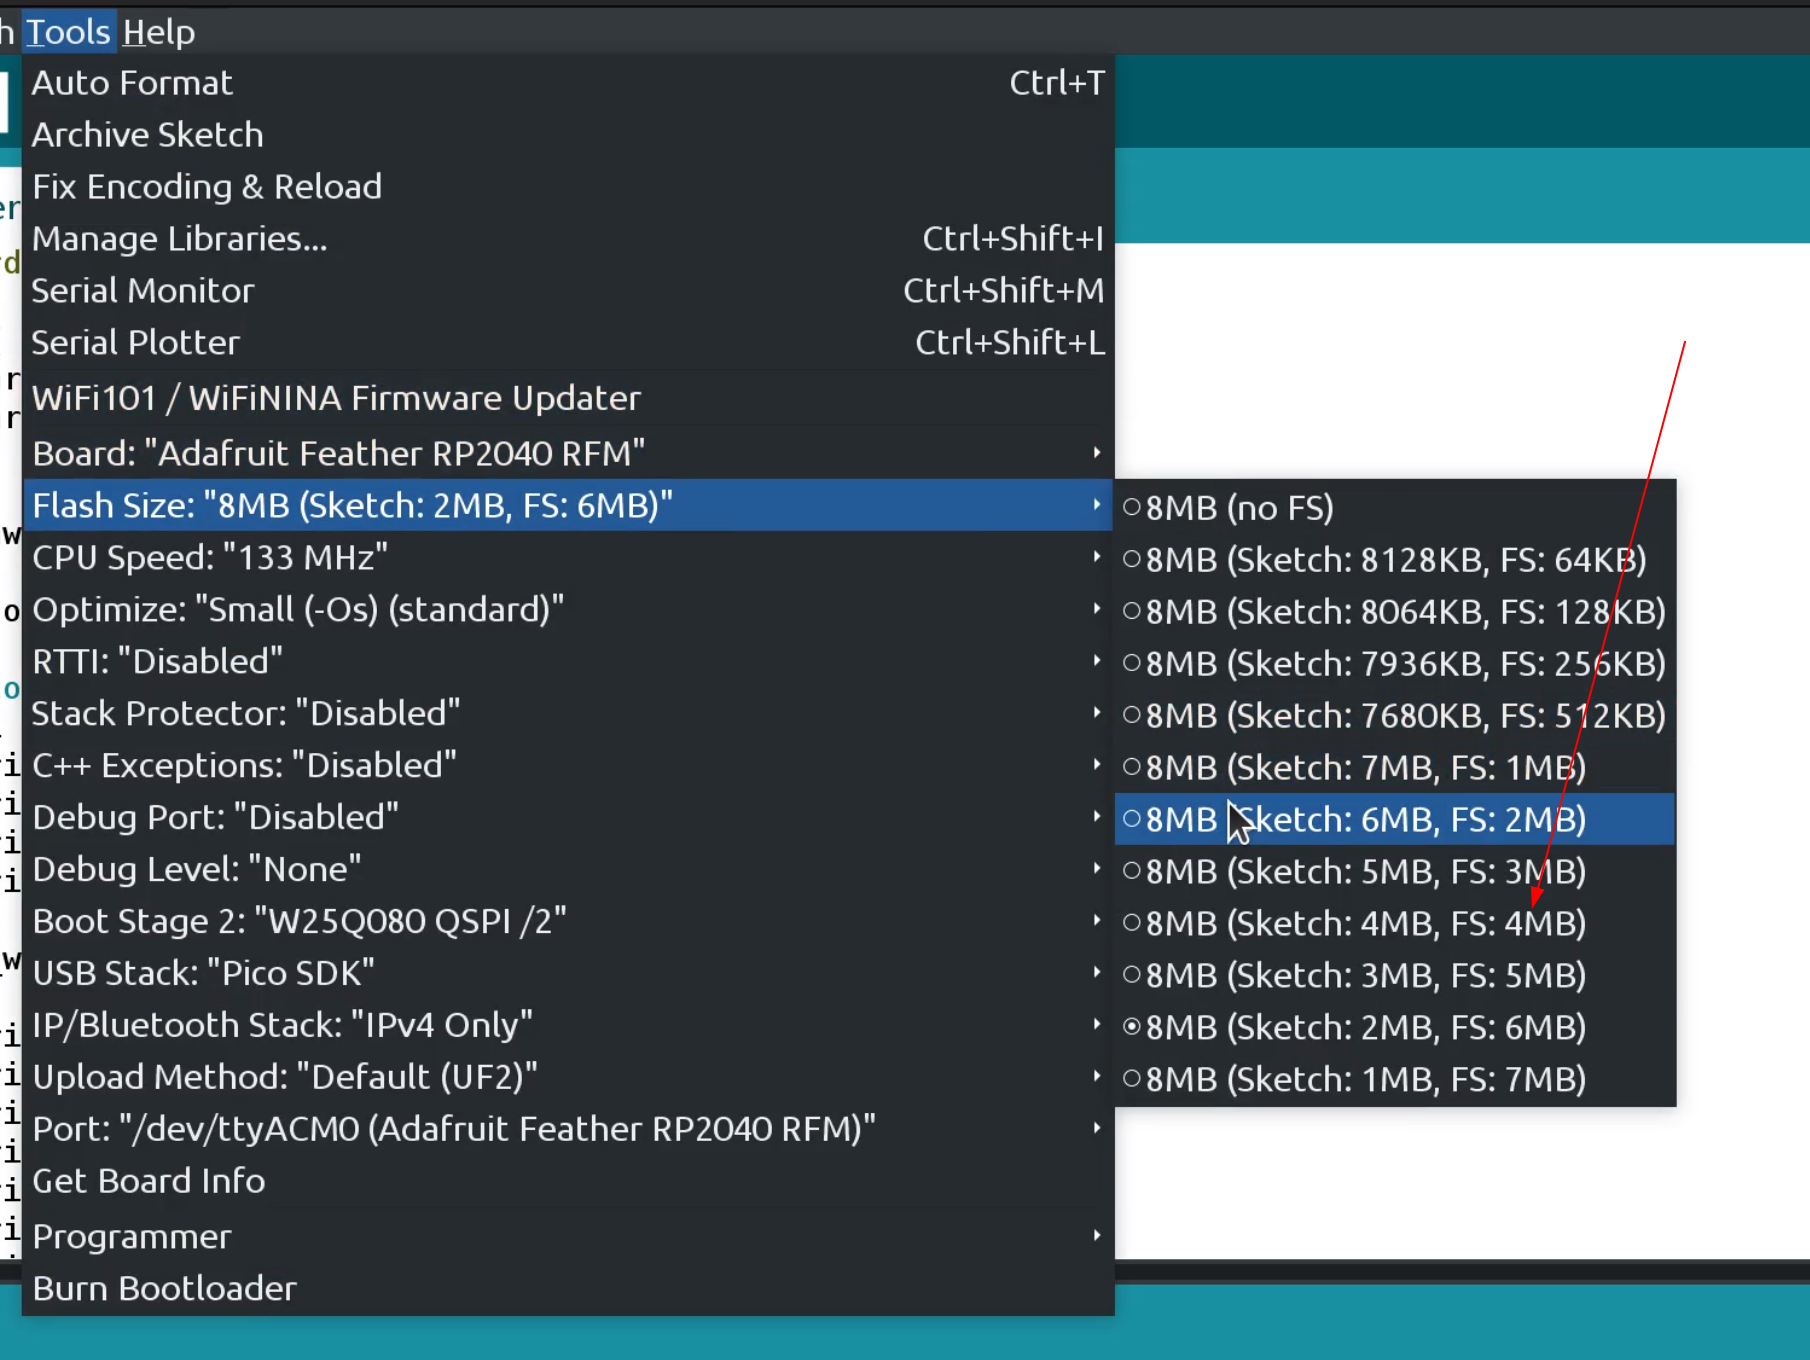 h Tools Help
Auto Format Ctrl+T
Archive Sketch
Fix Encoding & Reload
Manage Libraries... Ctrl+Shift+I
Serial Monitor Ctrl+Shift+M
Serial Plotter Ctrl+Shift+L
WiFi101 / WiFiNINA Firmware Updater
Board: "Adafruit Feather RP2040 RFM"
Flash Size: "8MB (Sketch: 2MB, FS: 6MB)"
CPU Speed: "133 MHz"
Optimize: "Small (-Os) (standard)"
RTTI: "Disabled"
Stack Protector: "Disabled"
C++ Exceptions: "Disabled"
Debug Port: "Disabled"
Debug Level: "None"
Boot Stage 2: "W25Q080 QSPI /2"
USB Stack: "Pico SDK"
IP/Bluetooth Stack: "IPv4 Only"
Upload Method: "Default (UF2)"
Port: "/dev/ttyACM0 (Adafruit Feather RP2040 RFM)"
Get Board Info
Programmer
Burn Bootloader
8MB (no FS)
8MB (Sketch: 8128KB, FS: 64KB)
8MB (Sketch: 8064KB, FS: 128KB)
8MB (Sketch: 7936KB, FS: 256KB)
8MB (Sketch: 7680KB, FS: 512KB)
8MB (Sketch: 7MB, FS: 1MB)
8MB (Sketch: 6MB, FS: 2MB)
8MB (Sketch: 5MB, FS: 3MB)
8MB (Sketch: 4MB, FS: 4MB)
8MB (Sketch: 3MB, FS: 5MB)
8MB (Sketch: 2MB, FS: 6MB)
8MB (Sketch: 1MB, FS: 7MB)